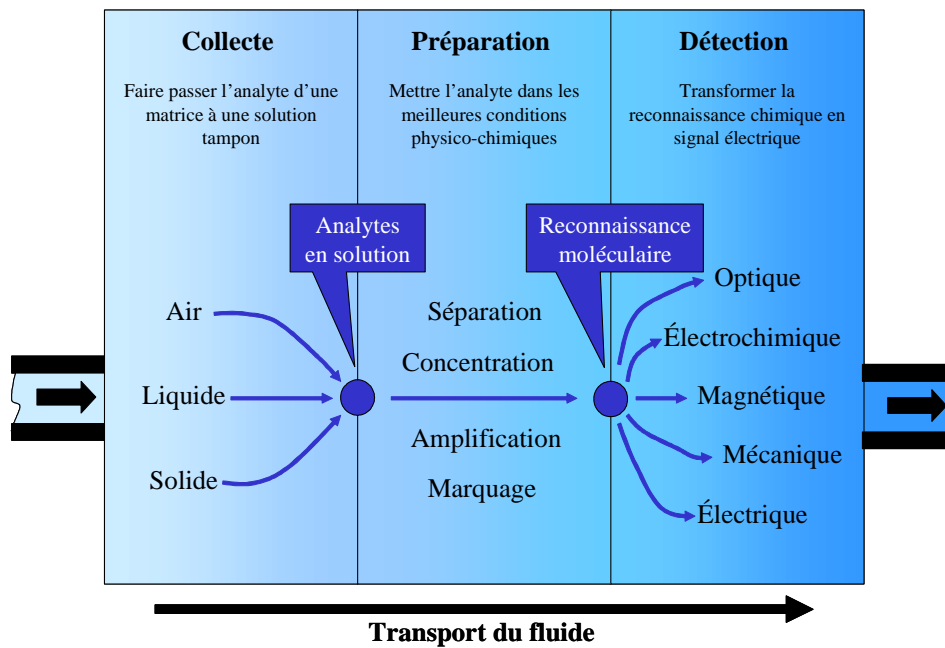 Collecte
Faire passer l’analyte d’une
matrice à une solution
tampon
Préparation
Mettre l’analyte dans les
meilleures conditions
physico-chimiques
Détection
Transformer la
reconnaissance chimique en
signal électrique
Analytes
en solution
Reconnaissance
moléculaire
Air
Liquide
Solide
Séparation
Concentration
Amplification
Marquage
Optique
Électrochimique
Magnétique
Mécanique
Électrique
Transport du fluide